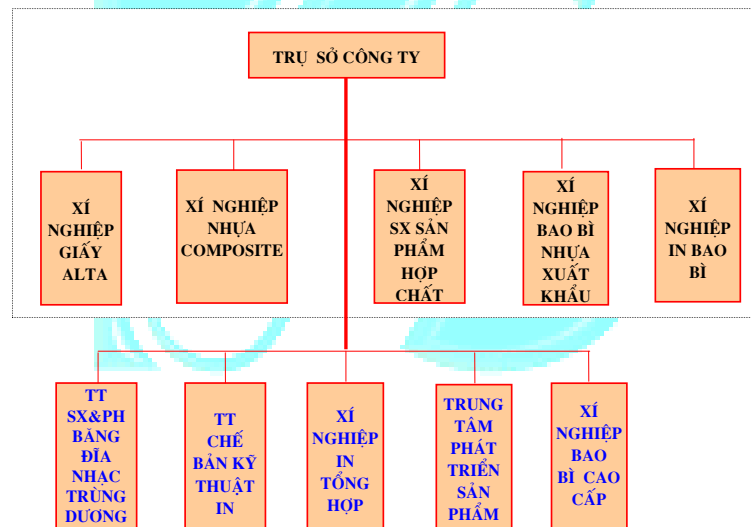 TRỤ SỞ CÔNG TY
XÍ
NGHIỆP
GIẤY
ALTA
XÍ NGHIỆP
NHỰA
COMPOSITE
XÍ
NGHIỆP
SX SẢN
PHẨM
HỢP
CHẤT
XÍ
NGHIỆP
BAO BÌ
NHỰA
XUẤT
KHẨU
XÍ
NGHIỆP
IN BAO
BÌ
TT
SX&PH
BĂNG
ĐĨA
NHẠC
TRÙNG
DƯƠNG
TT
CHẾ
BẢN KỸ
THUẬT
IN
XÍ
NGHIỆP
IN
TỔNG
HỢP
TRUNG
TÂM
PHÁT
TRIỂN
SẢN
PHẨM
XÍ
NGHIỆP
BAO
BÌ CAO
CẤP